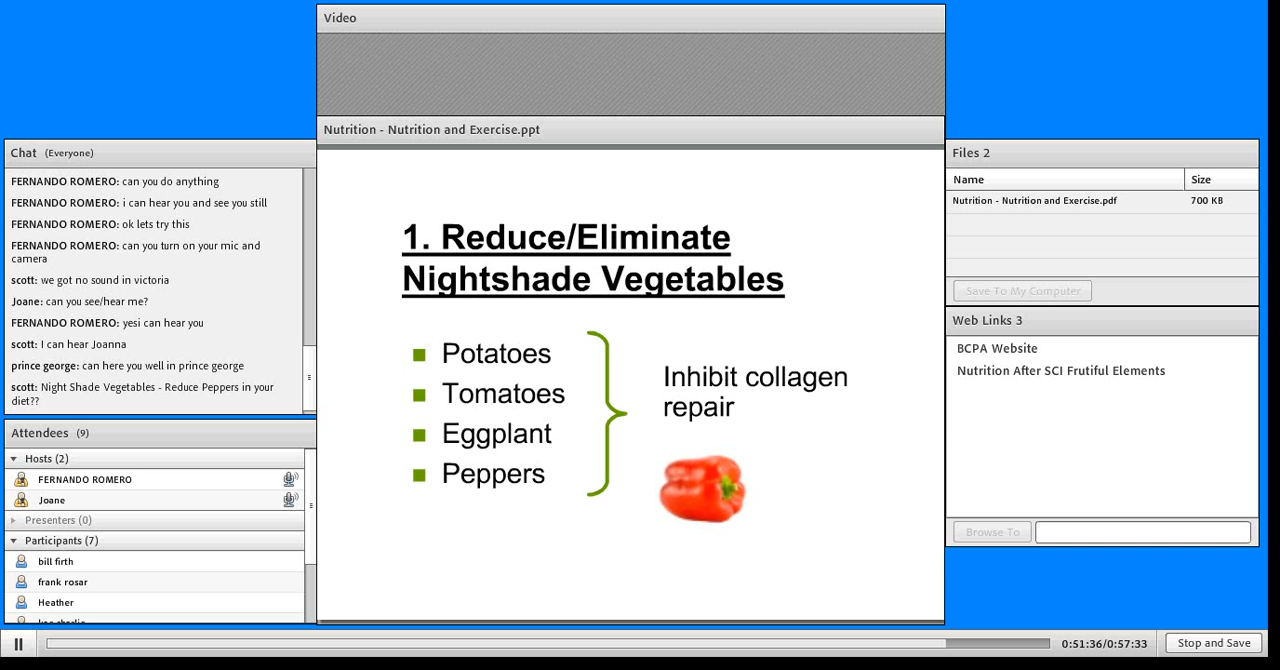 Video
Nutrition - Nutrition and Exercise.ppt
Chat (Everyone)
FERNANDO ROMERO: can you do anything
FERNANDO ROMERO: i can hear you and see you still
FERNANDO ROMERO: ok lets try this
FERNANDO ROMERO: can you turn on your mic and
camera
scott: we got no sound in victoria
Joane: can you see/hear me?
FERNANDO ROMERO: yesi can hear you
scott: I can hear Joanna
prince george: can here you well in prince george
scott: Night Shade Vegetables - Reduce Peppers in your
diet??
Attendees (9)
Hosts (2)
FERNANDO ROMERO
Joane
Presenters (0)
Participants (7)
bill firth
frank rosar
Heather
1. Reduce/Eliminate
Nightshade Vegetables
Potatoes
Tomatoes
Eggplant
Peppers
Inhibit collagen
repair
Files 2
Name Size
Nutrition - Nutrition and Exercise.pdf 700 KB
Save To My Computer
Web Links 3
BCPA Website
Nutrition After SCI Frutiful Elements
Browse To
0:51:36/0:57:33
Stop and Save